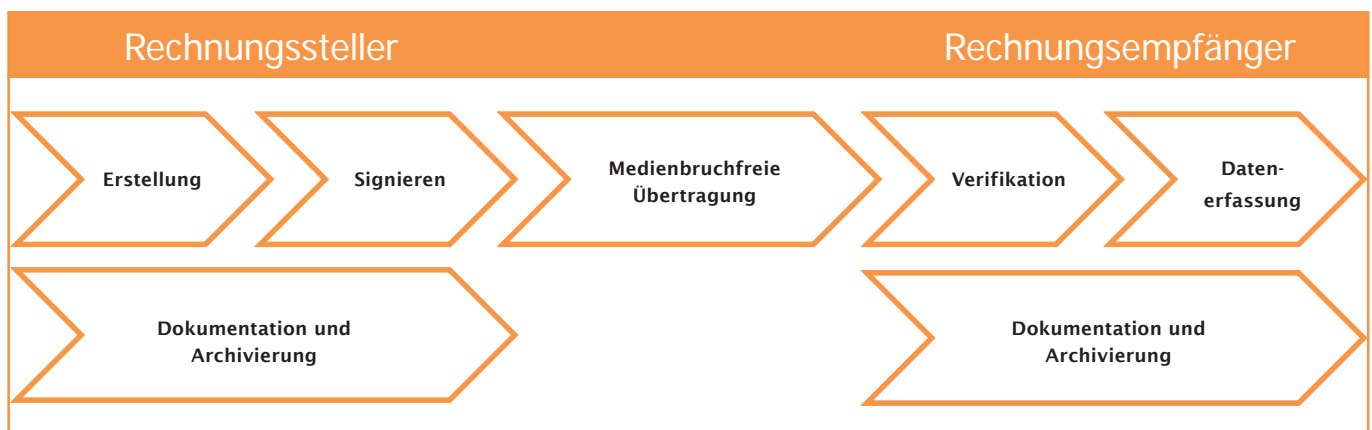 Rechnungssteller
Rechnungsempfänger
Erstellung
Signieren
Medienbruchfreie
Übertragung
Verifikation
Daten-
erfassung
Dokumentation und
Archivierung
Dokumentation und
Archivierung